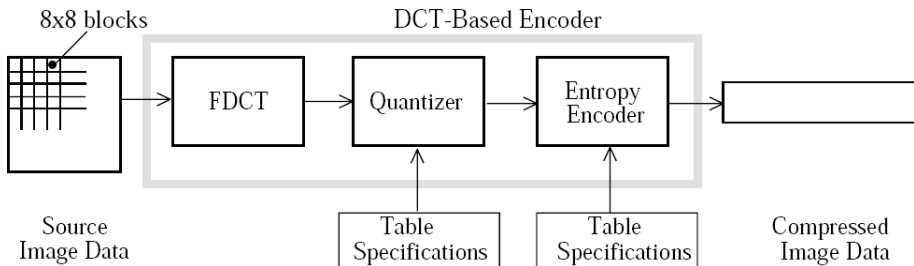 DCT-Based Encoder
8x8 blocks
FDCT
Quantizer
Entropy
Encoder
Source
Image Data
Table
Specifications
Table
Specifications
Compressed
Image Data